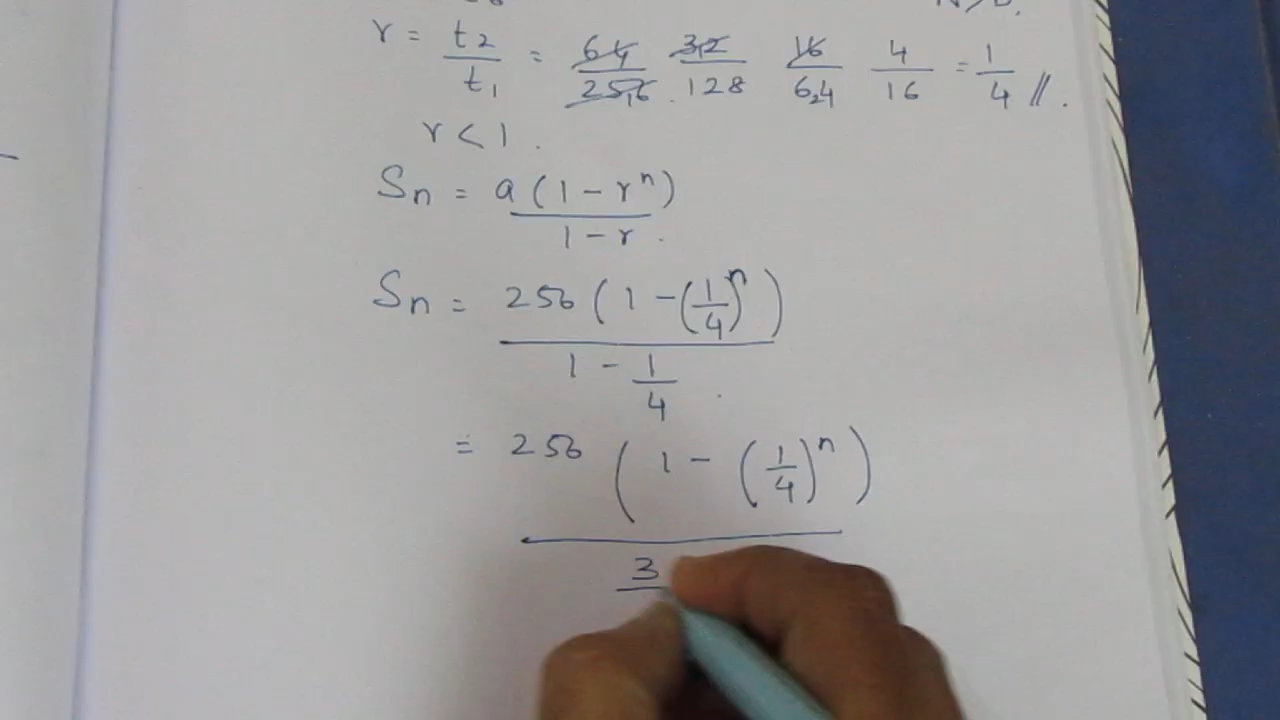 r = t2/t1 = 64/256 32/128 16/64 4/16 = 1/4 //.
r < 1.
Sn = a(1 - r^n)/1 - r.
Sn = 256(1 - (1/4)^n)/1 - 1/4
= 256(1 - (1/4)^n)/3